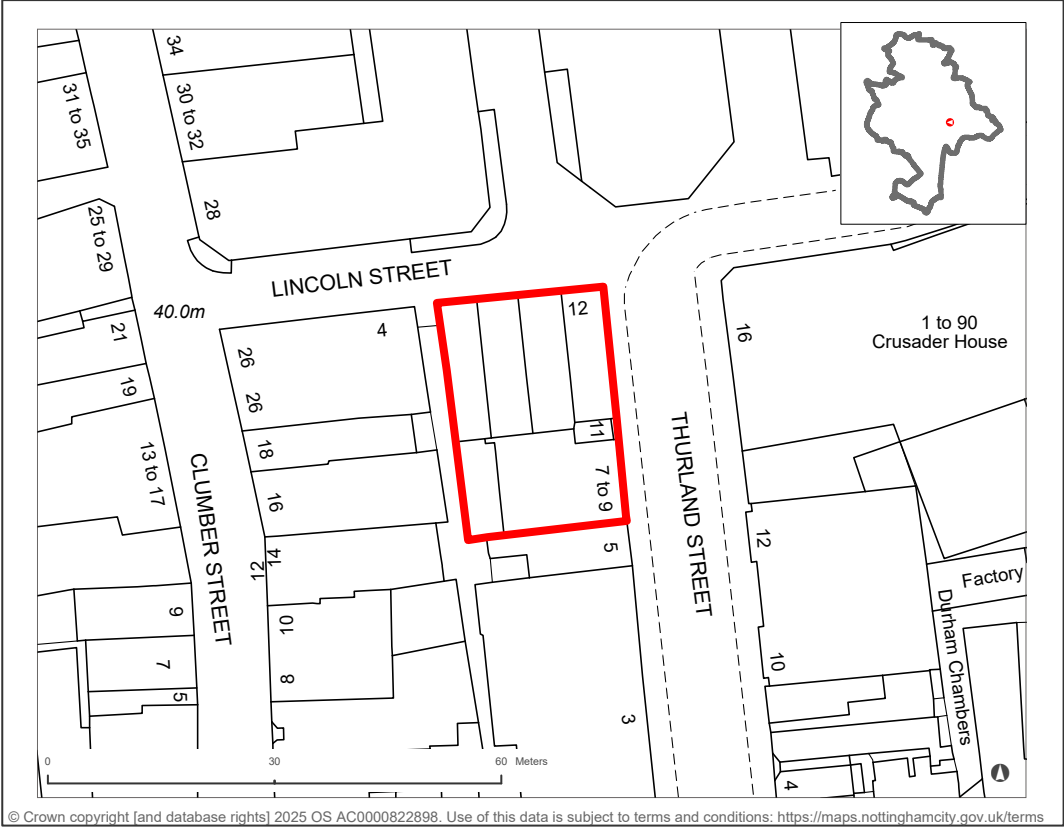 34
30 to 32
31 to 35
28
25 to 29
LINCOLN STREET
40.0m
21
19
13 to 17
4
26
26
18
16
14
12
CLUMBER STREET
9
7
5
10
8
12
11
7 to 9
5
3
THURLAND STREET
16
1 to 90
Crusader House
12
10
4
Factory
Durham Chambers
0
30
60
Meters
© Crown copyright [and database rights] 2025 OS AC0000822898. Use of this data is subject to terms and conditions: https://maps.nottinghamcity.gov.uk/terms